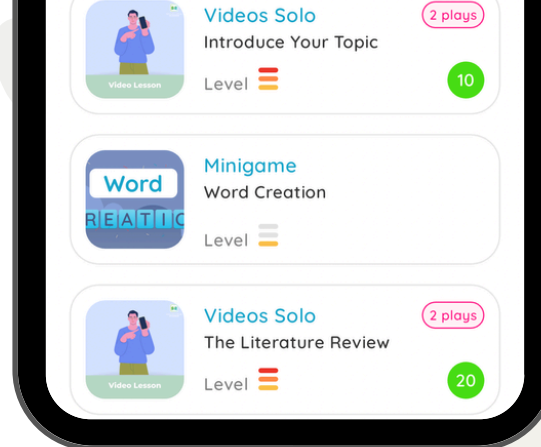 Videos Solo
2 plays
Introduce Your Topic
Level
10
Video Lesson
Minigame
Word
Word Creation
REATIC
Level
Videos Solo
2 plays
The Literature Review
Level
20
Video Lesson